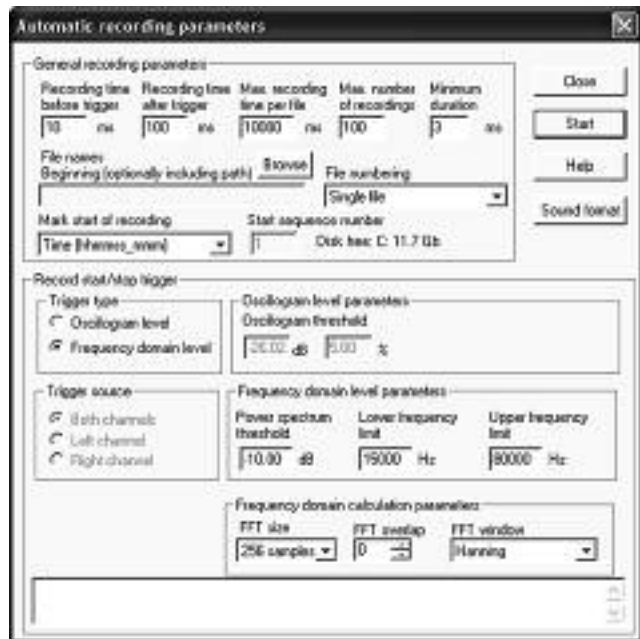 Automatic recording parameters
General recording parameters
Recording time before trigger
10 ms
Recording time after trigger
100 ms
Max. recording time per file
10000 ms
Max. number of recordings
100
Minimum duration
3 ms
Close
Start
Help
Sound format
File names
Beginning (optionally including path)
Browse
File numbering
Single file
Mark start of recording
Time (hhmmss_mmm)
Start sequence number
1
Disk free: C: 11.7 Gb
Record start/stop trigger
Trigger type
Oscillogram level
Frequency domain level
Oscillogram level parameters
Oscillogram threshold
-26.02 dB
5.00 %
Trigger source
Both channels
Left channel
Right channel
Frequency domain level parameters
Power spectrum threshold
-10.00 dB
Lower frequency limit
15000 Hz
Upper frequency limit
80000 Hz
Frequency domain calculation parameters
FFT size
256 samples
FFT overlap
0
FFT window
Hanning